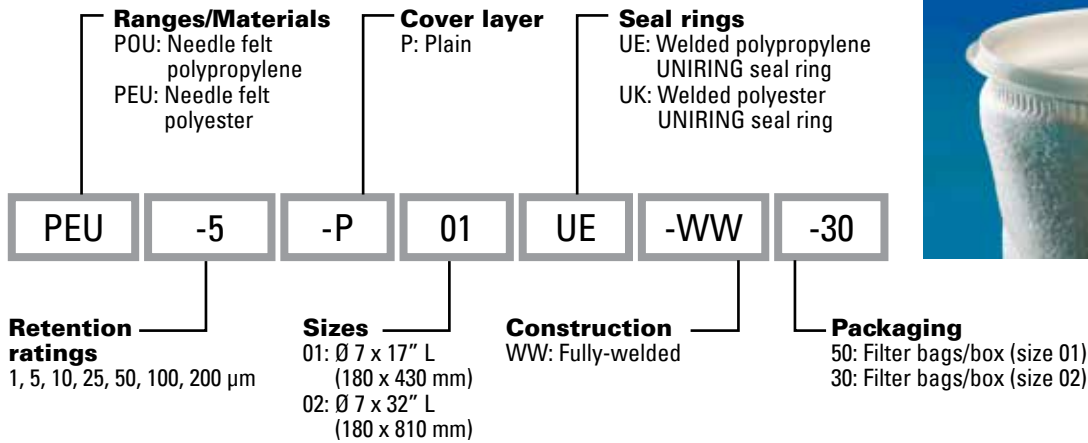 Ranges/Materials
POU: Needle felt
polypropylene
PEU: Needle felt
polyester
Cover layer
P: Plain
Seal rings
UE: Welded polypropylene
UNIRING seal ring
UK: Welded polyester
UNIRING seal ring
PEU -5 -P 01 UE -WW -30
Retention
ratings
1, 5, 10, 25, 50, 100, 200 µm
Sizes
01: Ø 7 x 17” L
(180 x 430 mm)
02: Ø 7 x 32” L
(180 x 810 mm)
Construction
WW: Fully-welded
Packaging
50: Filter bags/box (size 01)
30: Filter bags/box (size 02)